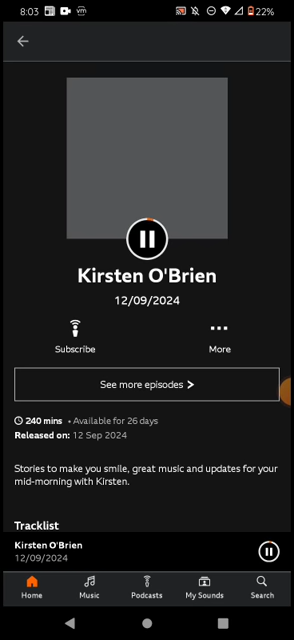 8:03
vm
22%
Kirsten O'Brien
12/09/2024
Subscribe
More
See more episodes
240 mins • Available for 26 days
Released on: 12 Sep 2024
Stories to make you smile, great music and updates for your
mid-morning with Kirsten.
Tracklist
Kirsten O'Brien
12/09/2024
Home
Music
Podcasts
My Sounds
Search